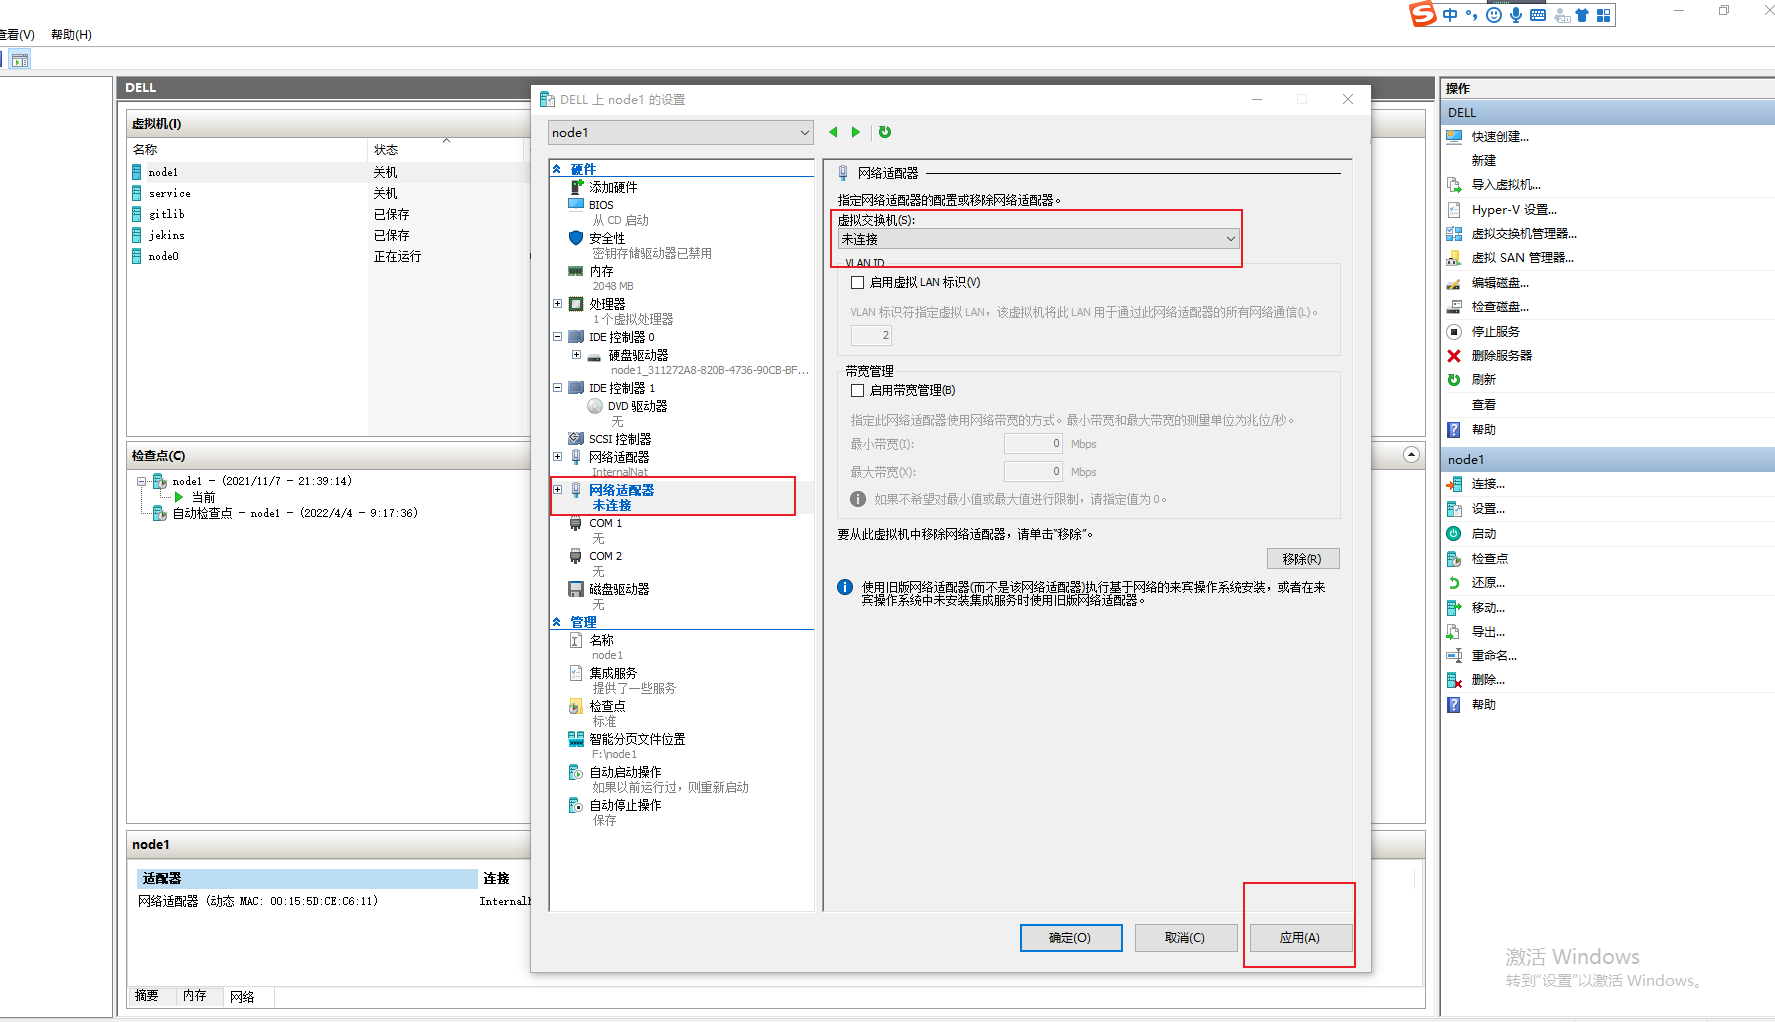 中
查看(V) 帮助(H)
DELL
虚拟机(I)
名称 状态
node1 关机
service 关机
gitlib 已保存
jekins 已保存
node0 正在运行
检查点(C)
node1 - (2021/11/7 - 21:39:14)
当前
自动检查点 - node1 - (2022/4/4 - 9:17:36)
node1
适配器 连接
网络适配器 (动态 MAC: 00:15:5D:CE:C6:11) Internal
摘要 内存 网络
DELL 上 node1 的设置
node1
硬件
添加硬件
BIOS
从 CD 启动
安全性
密钥存储驱动器已禁用
内存
2048 MB
处理器
1 个虚拟处理器
IDE 控制器 0
硬盘驱动器
node1_311272A8-820B-4736-90CB-BF...
IDE 控制器 1
DVD 驱动器
无
SCSI 控制器
网络适配器
InternalNat
网络适配器
未连接
COM 1
无
COM 2
无
磁盘驱动器
无
管理
名称
node1
集成服务
提供了一些服务
检查点
标准
智能分页文件位置
F:\node1
自动启动操作
如果以前运行过，则重新启动
自动停止操作
保存
网络适配器
指定网络适配器的配置或移除网络适配器。
虚拟交换机(S):
未连接
VLAN ID
启用虚拟 LAN 标识(V)
VLAN 标识符指定虚拟 LAN，该虚拟机将此 LAN 用于通过此网络适配器的所有网络通信(L)。
2
带宽管理
启用带宽管理(B)
指定此网络适配器使用网络带宽的方式。最小带宽和最大带宽的测量单位为兆位/秒。
最小带宽(I): 0 Mbps
最大带宽(X): 0 Mbps
如果不希望对最小值或最大值进行限制，请指定值为 0。
要从此虚拟机中移除网络适配器，请单击“移除”。
移除(R)
使用旧版网络适配器(而不是该网络适配器)执行基于网络的来宾操作系统安装，或者在来
宾操作系统中未安装集成服务时使用旧版网络适配器。
确定(O) 取消(C) 应用(A)
操作
DELL
快速创建...
新建
导入虚拟机...
Hyper-V 设置...
虚拟交换机管理器...
虚拟 SAN 管理器...
编辑磁盘...
检查磁盘...
停止服务
删除服务器
刷新
查看
帮助
node1
连接...
设置...
启动
检查点
还原...
移动...
导出...
重命名...
删除...
帮助
激活 Windows
转到“设置”以激活 Windows。